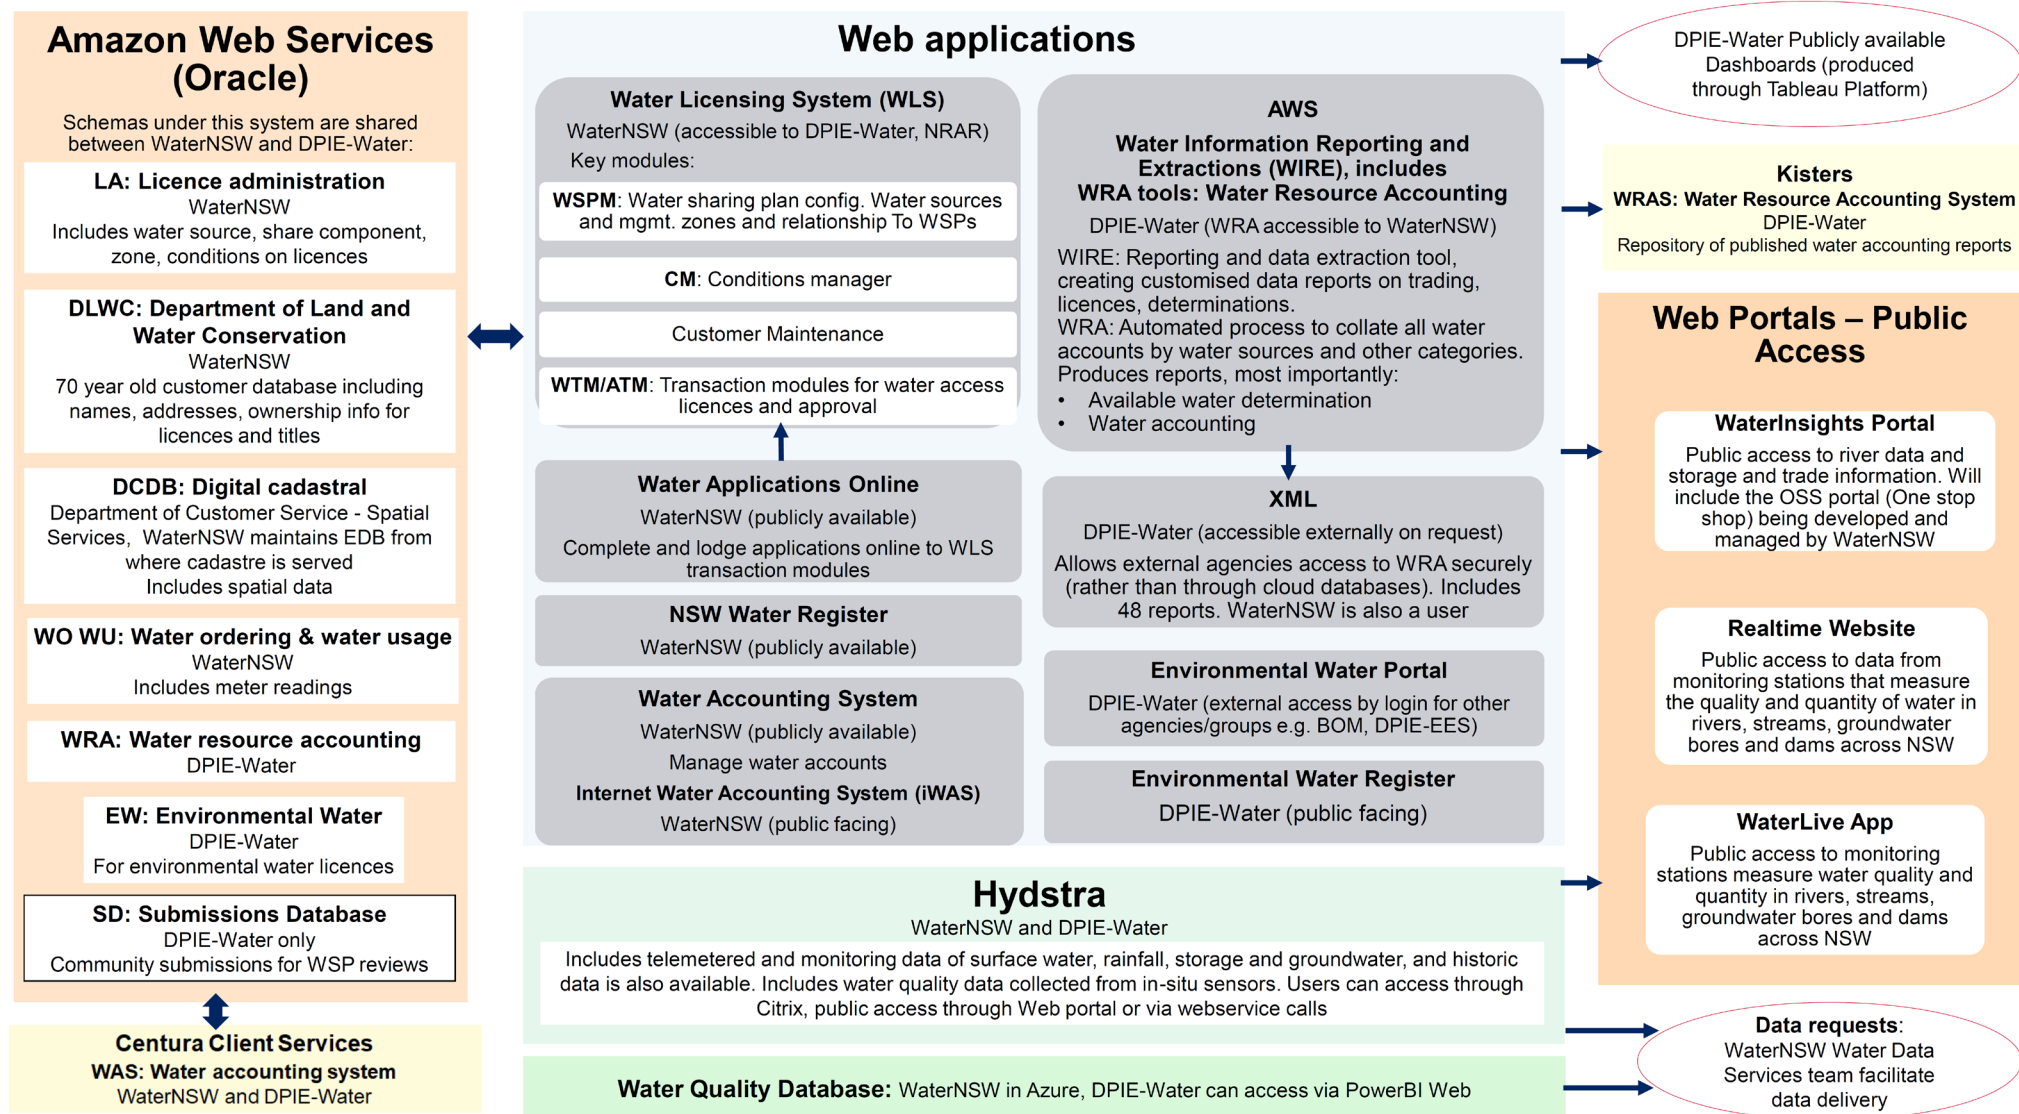 Amazon Web Services
(Oracle)
Schemas under this system are shared
between WaterNSW and DPIE-Water:
LA: Licence administration
WaterNSW
Includes water source, share component,
zone, conditions on licences
DLWC: Department of Land and
Water Conservation
WaterNSW
70 year old customer database including
names, addresses, ownership info for
licences and titles
DCDB: Digital cadastral
Department of Customer Service - Spatial
Services, WaterNSW maintains EDB from
where cadastre is served
Includes spatial data
WO WU: Water ordering & water usage
WaterNSW
Includes meter readings
WRA: Water resource accounting
DPIE-Water
EW: Environmental Water
DPIE-Water
For environmental water licences
SD: Submissions Database
DPIE-Water only
Community submissions for WSP reviews
Centura Client Services
WAS: Water accounting system
WaterNSW and DPIE-Water
Web applications
Water Licensing System (WLS)
WaterNSW (accessible to DPIE-Water, NRAR)
Key modules:
WSPM: Water sharing plan config. Water sources
and mgmt. zones and relationship To WSPs
CM: Conditions manager
Customer Maintenance
WTM/ATM: Transaction modules for water access
licences and approval
Water Applications Online
WaterNSW (publicly available)
Complete and lodge applications online to WLS
transaction modules
NSW Water Register
WaterNSW (publicly available)
Water Accounting System
WaterNSW (publicly available)
Manage water accounts
Internet Water Accounting System (iWAS)
WaterNSW (public facing)
AWS
Water Information Reporting and
Extractions (WIRE), includes
WRA tools: Water Resource Accounting
DPIE-Water (WRA accessible to WaterNSW)
WIRE: Reporting and data extraction tool,
creating customised data reports on trading,
licences, determinations.
WRA: Automated process to collate all water
accounts by water sources and other categories.
Produces reports, most importantly:
• Available water determination
• Water accounting
XML
DPIE-Water (accessible externally on request)
Allows external agencies access to WRA securely
(rather than through cloud databases). Includes
48 reports. WaterNSW is also a user
Environmental Water Portal
DPIE-Water (external access by login for other
agencies/groups e.g. BOM, DPIE-EES)
Environmental Water Register
DPIE-Water (public facing)
Hydstra
WaterNSW and DPIE-Water
Includes telemetered and monitoring data of surface water, rainfall, storage and groundwater, and historic
data is also available. Includes water quality data collected from in-situ sensors. Users can access through
Citrix, public access through Web portal or via webservice calls
Water Quality Database: WaterNSW in Azure, DPIE-Water can access via PowerBI Web
DPIE-Water Publicly available
Dashboards (produced
through Tableau Platform)
Kisters
WRAS: Water Resource Accounting System
DPIE-Water
Repository of published water accounting reports
Web Portals – Public
Access
WaterInsights Portal
Public access to river data and
storage and trade information. Will
include the OSS portal (One stop
shop) being developed and
managed by WaterNSW
Realtime Website
Public access to data from
monitoring stations that measure
the quality and quantity of water in
rivers, streams, groundwater
bores and dams across NSW
WaterLive App
Public access to monitoring
stations measure water quality and
quantity in rivers, streams,
groundwater bores and dams
across NSW
Data requests:
WaterNSW Water Data
Services team facilitate
data delivery